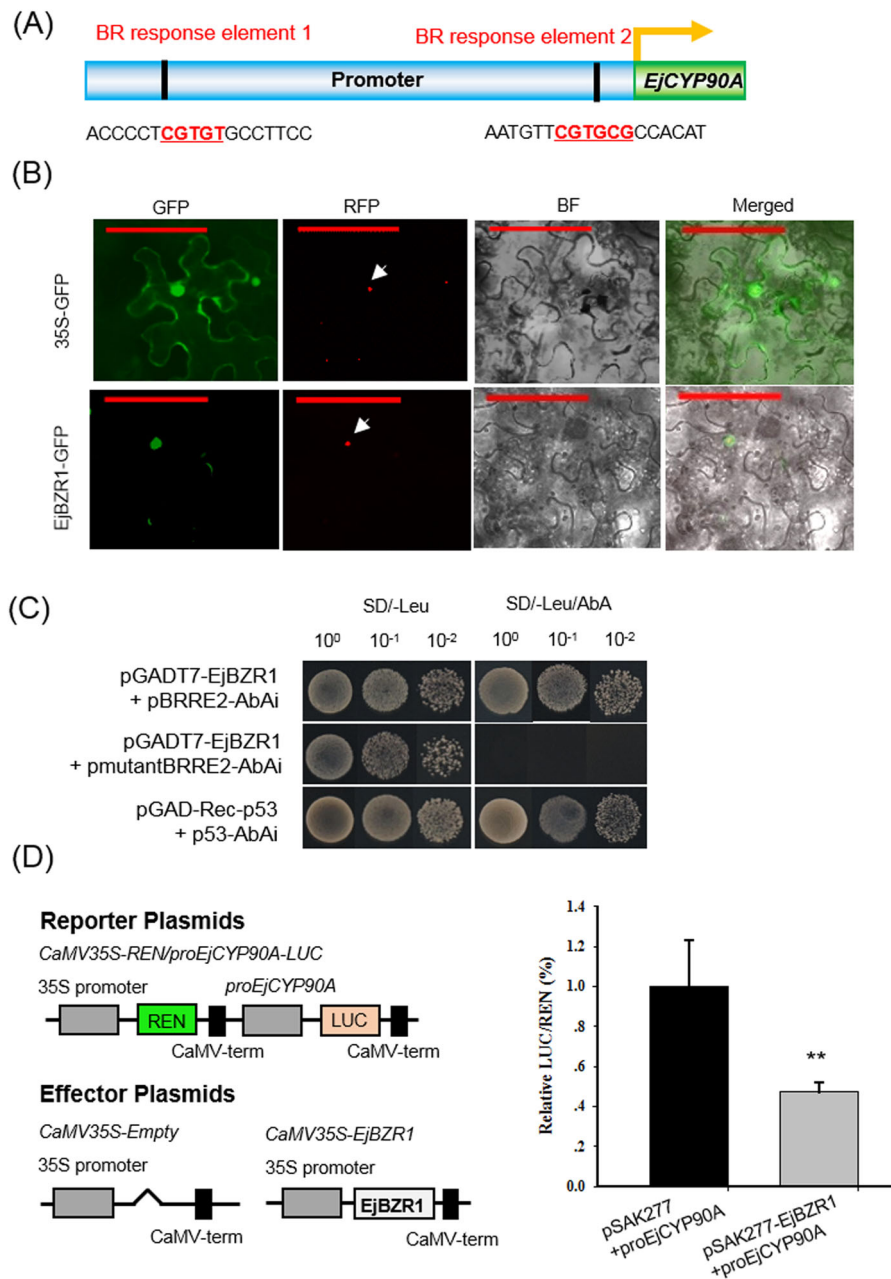 (A)
BR response element 1
BR response element 2
Promoter
EjCYP90A
ACCCCTCGTGTGCCTTCC
AATGTTCGTGCGCCACAT
(B)
GFP
RFP
BF
Merged
35S-GFP
EjBZR1-GFP
(C)
SD/-Leu
SD/-Leu/AbA
10⁰
10⁻¹
10⁻²
10⁰
10⁻¹
10⁻²
pGADT7-EjBZR1
+ pBRRE2-AbAi
pGADT7-EjBZR1
+ pmutantBRRE2-AbAi
pGAD-Rec-p53
+ p53-AbAi
(D)
Reporter Plasmids
CaMV35S-REN/proEjCYP90A-LUC
35S promoter
proEjCYP90A
REN
LUC
CaMV-term
CaMV-term
Effector Plasmids
CaMV35S-Empty
CaMV35S-EjBZR1
35S promoter
35S promoter
EjBZR1
CaMV-term
CaMV-term
Relative LUC/REN (%)
1.4
1.2
1.0
.8
.6
.4
.2
0.0
**
pSAK277
+proEjCYP90A
pSAK277-EjBZR1
+proEjCYP90A